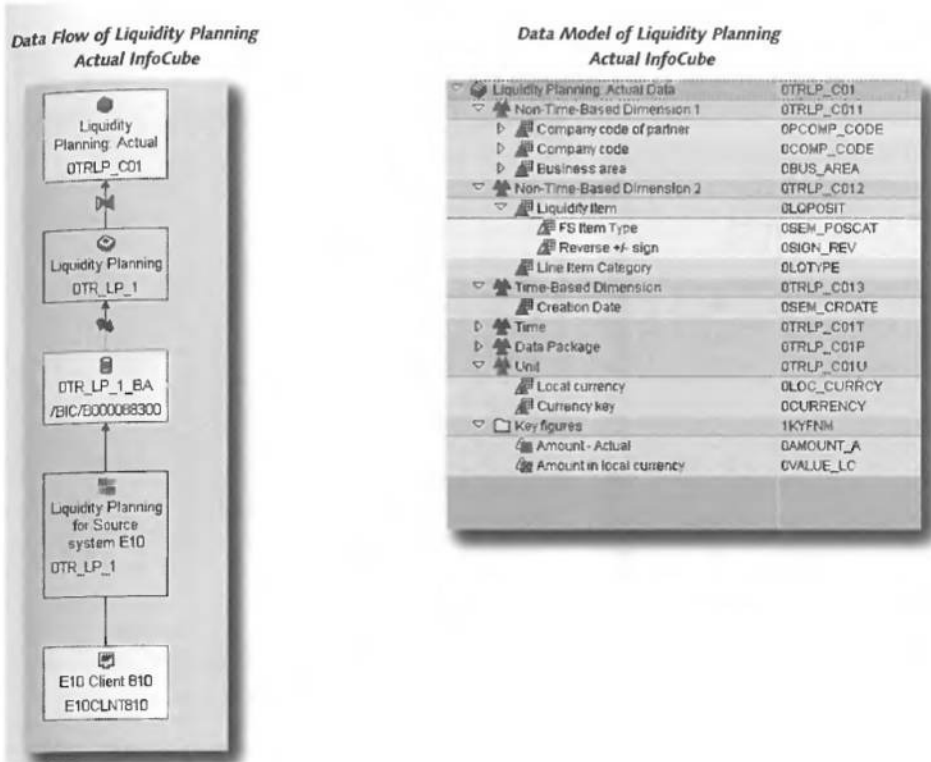 Data Flow of Liquidity Planning
Actual InfoCube
Liquidity
Planning: Actual
0TRLP_C01
Liquidity Planning
0TR_LP_1
0TR_LP_1_BA
/BIC/B000088300
Liquidity Planning
for Source
system E10
0TR_LP_1
E10 Client 810
E10CLNT810
Data Model of Liquidity Planning
Actual InfoCube
Liquidity Planning: Actual Data 0TRLP_C01
Non-Time-Based Dimension 1 0TRLP_C011
Company code of partner 0PCOMP_CODE
Company code 0COMP_CODE
Business area 0BUS_AREA
Non-Time-Based Dimension 2 0TRLP_C012
Liquidity Item 0LQPOSIT
FS Item Type 0SEM_POSCAT
Reverse +/- sign 0SIGN_REV
Line Item Category 0LOTYPE
Time-Based Dimension 0TRLP_C013
Creation Date 0SEM_CRDATE
Time 0TRLP_C01T
Data Package 0TRLP_C01P
Unit 0TRLP_C01U
Local currency 0LOC_CURRCY
Currency key 0CURRENCY
Key figures 1KYFNM
Amount - Actual 0AMOUNT_A
Amount in local currency 0VALUE_LC